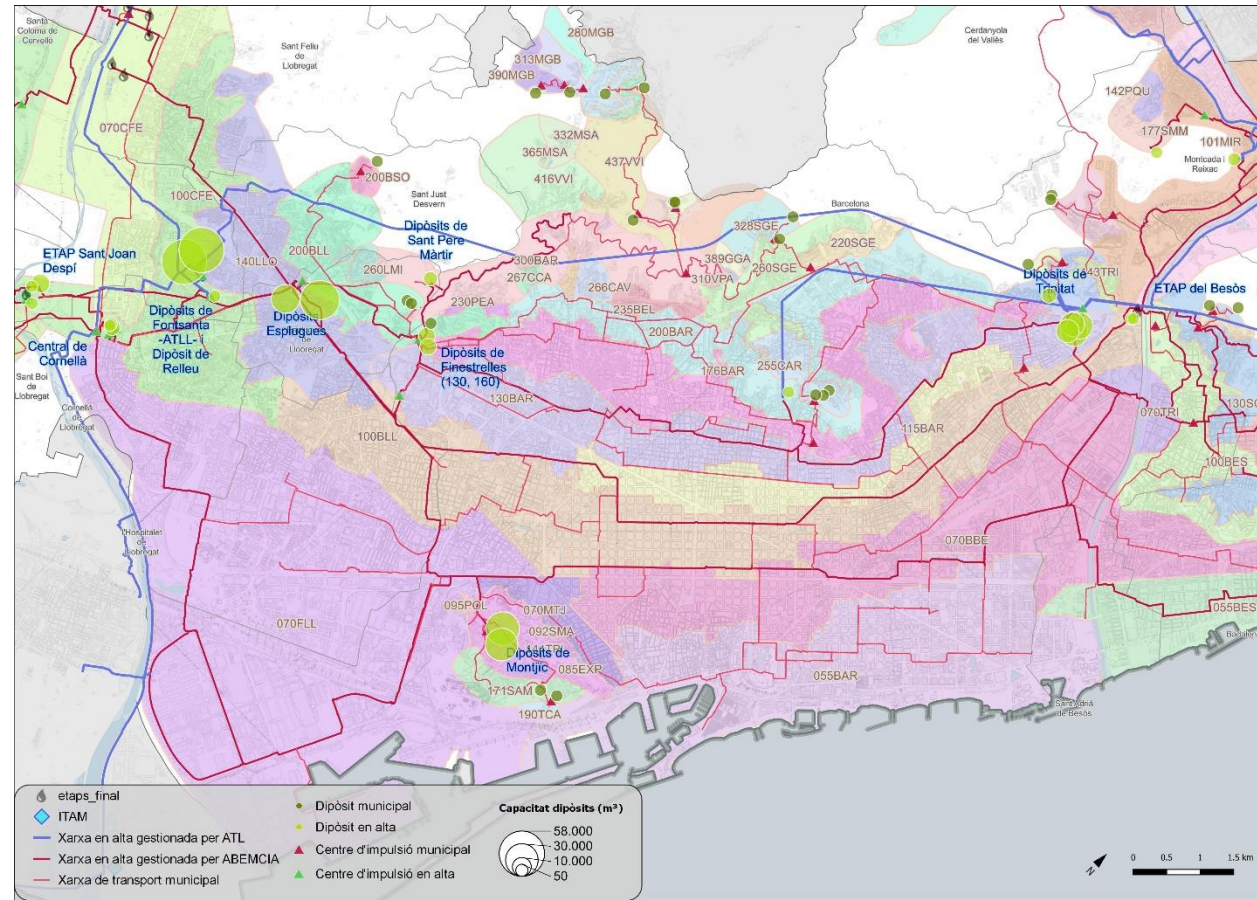 Santa
Coloma de
Cervelló
Sant Feliu
de
Llobregat
280MGB
313MGB
390MGB
Cerdanyola
del Vallès
142PQU
177SMM
101MIR
Montcada i
Reixac
070CFE
332MSA
365MSA
416VVI
437VVI
200BSO
Sant Just
Desvern
100CFE
Barcelona
328SGE
220SGE
ETAP Sant Joan
Despí
140LLO
200BLL
260LMI
Dipòsits de
Sant Pere
Màrtir
300BAR
267CCA
266CAV
389GGA
310VPA
260SGE
230PEA
235BEL
200BAR
Dipòsits de
Trinitat
ETAP del Besòs
Central de
Cornellà
Dipòsits de
Fontsanta
-ATLL- i
Dipòsit de
Relleu
Esplugues
de
Llobregat
Dipòsits de
Finestrelles
(130, 160)
Sant Boi
de
Llobregat
Cornellà
de
Llobregat
176BAR
255CAR
130BAR
115BAR
070TRI
100BES
100BLL
l'Hospitalet
de
Llobregat
070BBE
055BES
070FLL
095POL
070MTJ
092SMA
Dipòsits de
Montjïc
085EXP
171SAM
190TCA
055BAR
Sant Adrià
de Besòs
etaps_final
ITAM
Xarxa en alta gestionada per ATL
Xarxa en alta gestionada per ABEMCIA
Xarxa de transport municipal
Dipòsit municipal
Dipòsit en alta
Centre d'impulsió municipal
Centre d'impulsió en alta
Capacitat dipòsits (m³)
58.000
30.000
10.000
50
N
0 0.5 1 1.5 km